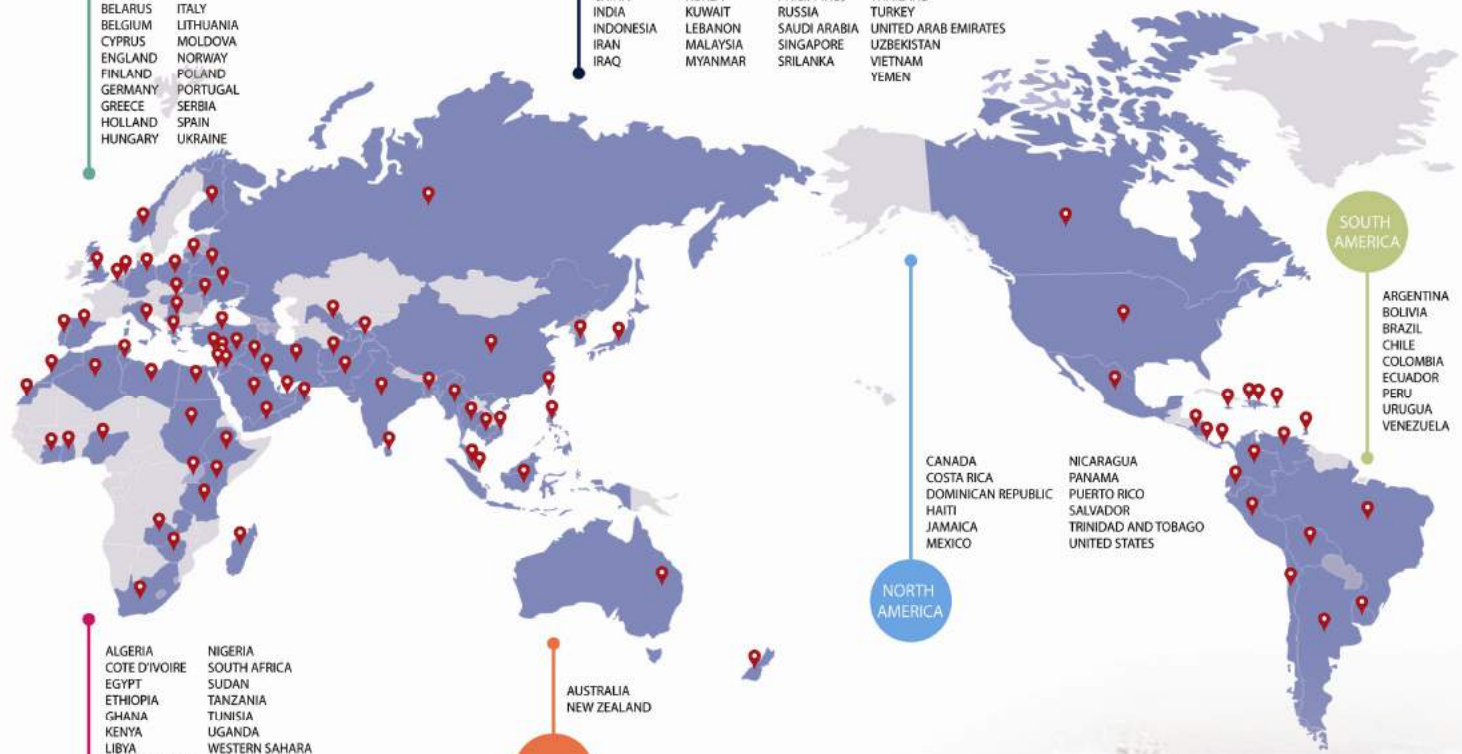 BELARUS ITALY
BELGIUM LITHUANIA
CYPRUS MOLDOVA
ENGLAND NORWAY
FINLAND POLAND
GERMANY PORTUGAL
GREECE SERBIA
HOLLAND SPAIN
HUNGARY UKRAINE
INDIA KUWAIT RUSSIA TURKEY
INDONESIA LEBANON SAUDI ARABIA UNITED ARAB EMIRATES
IRAN MALAYSIA SINGAPORE UZBEKISTAN
IRAQ MYANMAR SRILANKA VIETNAM
YEMEN
SOUTH
AMERICA
ARGENTINA
BOLIVIA
BRAZIL
CHILE
COLOMBIA
ECUADOR
PERU
URUGUA
VENEZUELA
CANADA NICARAGUA
COSTA RICA PANAMA
DOMINICAN REPUBLIC PUERTO RICO
HAITI SALVADOR
JAMAICA TRINIDAD AND TOBAGO
MEXICO UNITED STATES
NORTH
AMERICA
ALGERIA NIGERIA
COTE D'IVOIRE SOUTH AFRICA
EGYPT SUDAN
ETHIOPIA TANZANIA
GHANA TUNISIA
KENYA UGANDA
LIBYA WESTERN SAHARA
AUSTRALIA
NEW ZEALAND